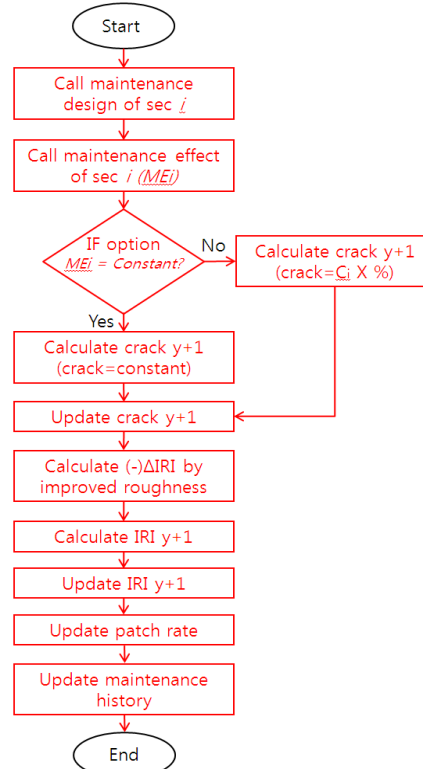 Start
Call maintenance
design of sec i
Call maintenance effect
of sec i (MEi)
IF option
MEi = Constant?
No
Calculate crack y+1
(crack=Ci X %)
Yes
Calculate crack y+1
(crack=constant)
Update crack y+1
Calculate (-)ΔIRI by
improved roughness
Calculate IRI y+1
Update IRI y+1
Update patch rate
Update maintenance
history
End